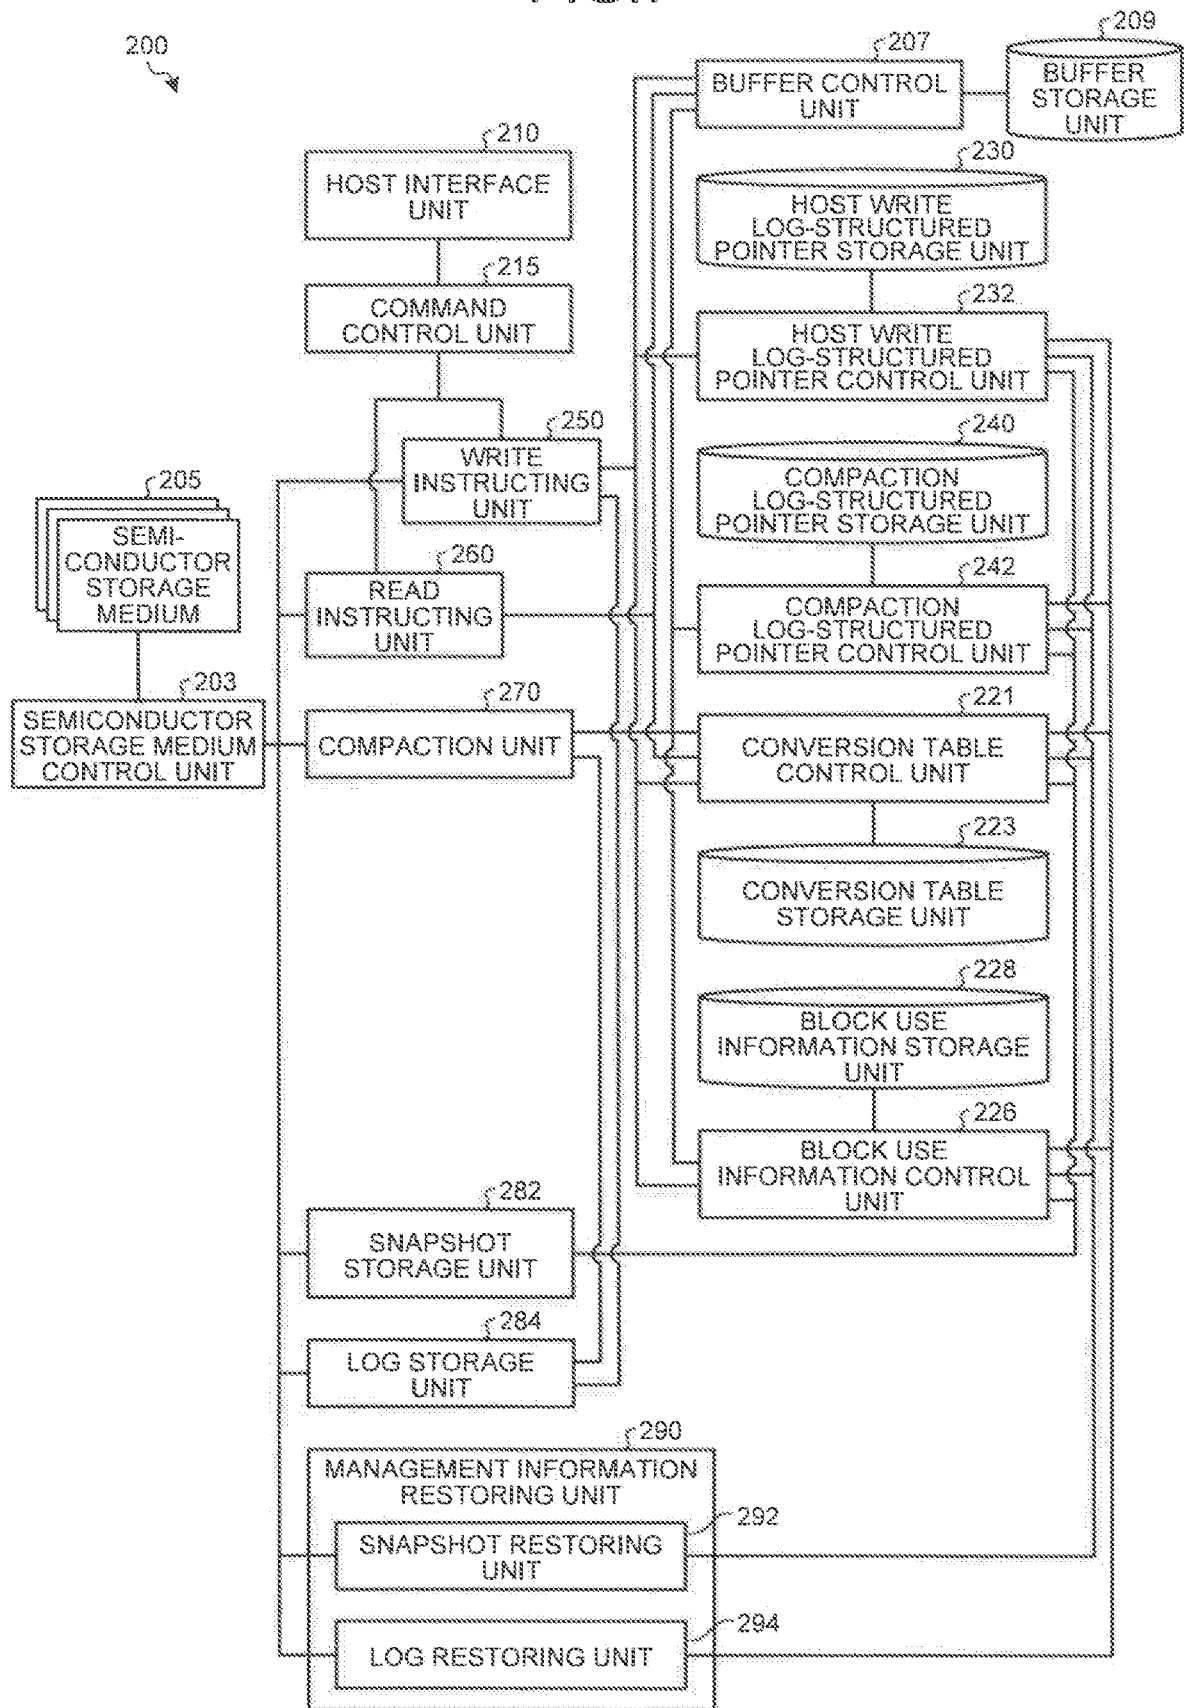 200
207
BUFFER CONTROL
UNIT
209
BUFFER
STORAGE
UNIT
210
HOST INTERFACE
UNIT
230
HOST WRITE
LOG-STRUCTURED
POINTER STORAGE UNIT
215
COMMAND
CONTROL UNIT
232
HOST WRITE
LOG-STRUCTURED
POINTER CONTROL UNIT
250
WRITE
INSTRUCTING
UNIT
240
COMPACTION
LOG-STRUCTURED
POINTER STORAGE UNIT
205
SEMI-
CONDUCTOR
STORAGE
MEDIUM
260
READ
INSTRUCTING
UNIT
242
COMPACTION
LOG-STRUCTURED
POINTER CONTROL UNIT
203
SEMICONDUCTOR
STORAGE MEDIUM
CONTROL UNIT
270
COMPACTION UNIT
221
CONVERSION TABLE
CONTROL UNIT
223
CONVERSION TABLE
STORAGE UNIT
228
BLOCK USE
INFORMATION STORAGE
UNIT
226
BLOCK USE
INFORMATION CONTROL
UNIT
282
SNAPSHOT
STORAGE UNIT
284
LOG STORAGE
UNIT
290
MANAGEMENT INFORMATION
RESTORING UNIT
292
SNAPSHOT RESTORING
UNIT
294
LOG RESTORING UNIT